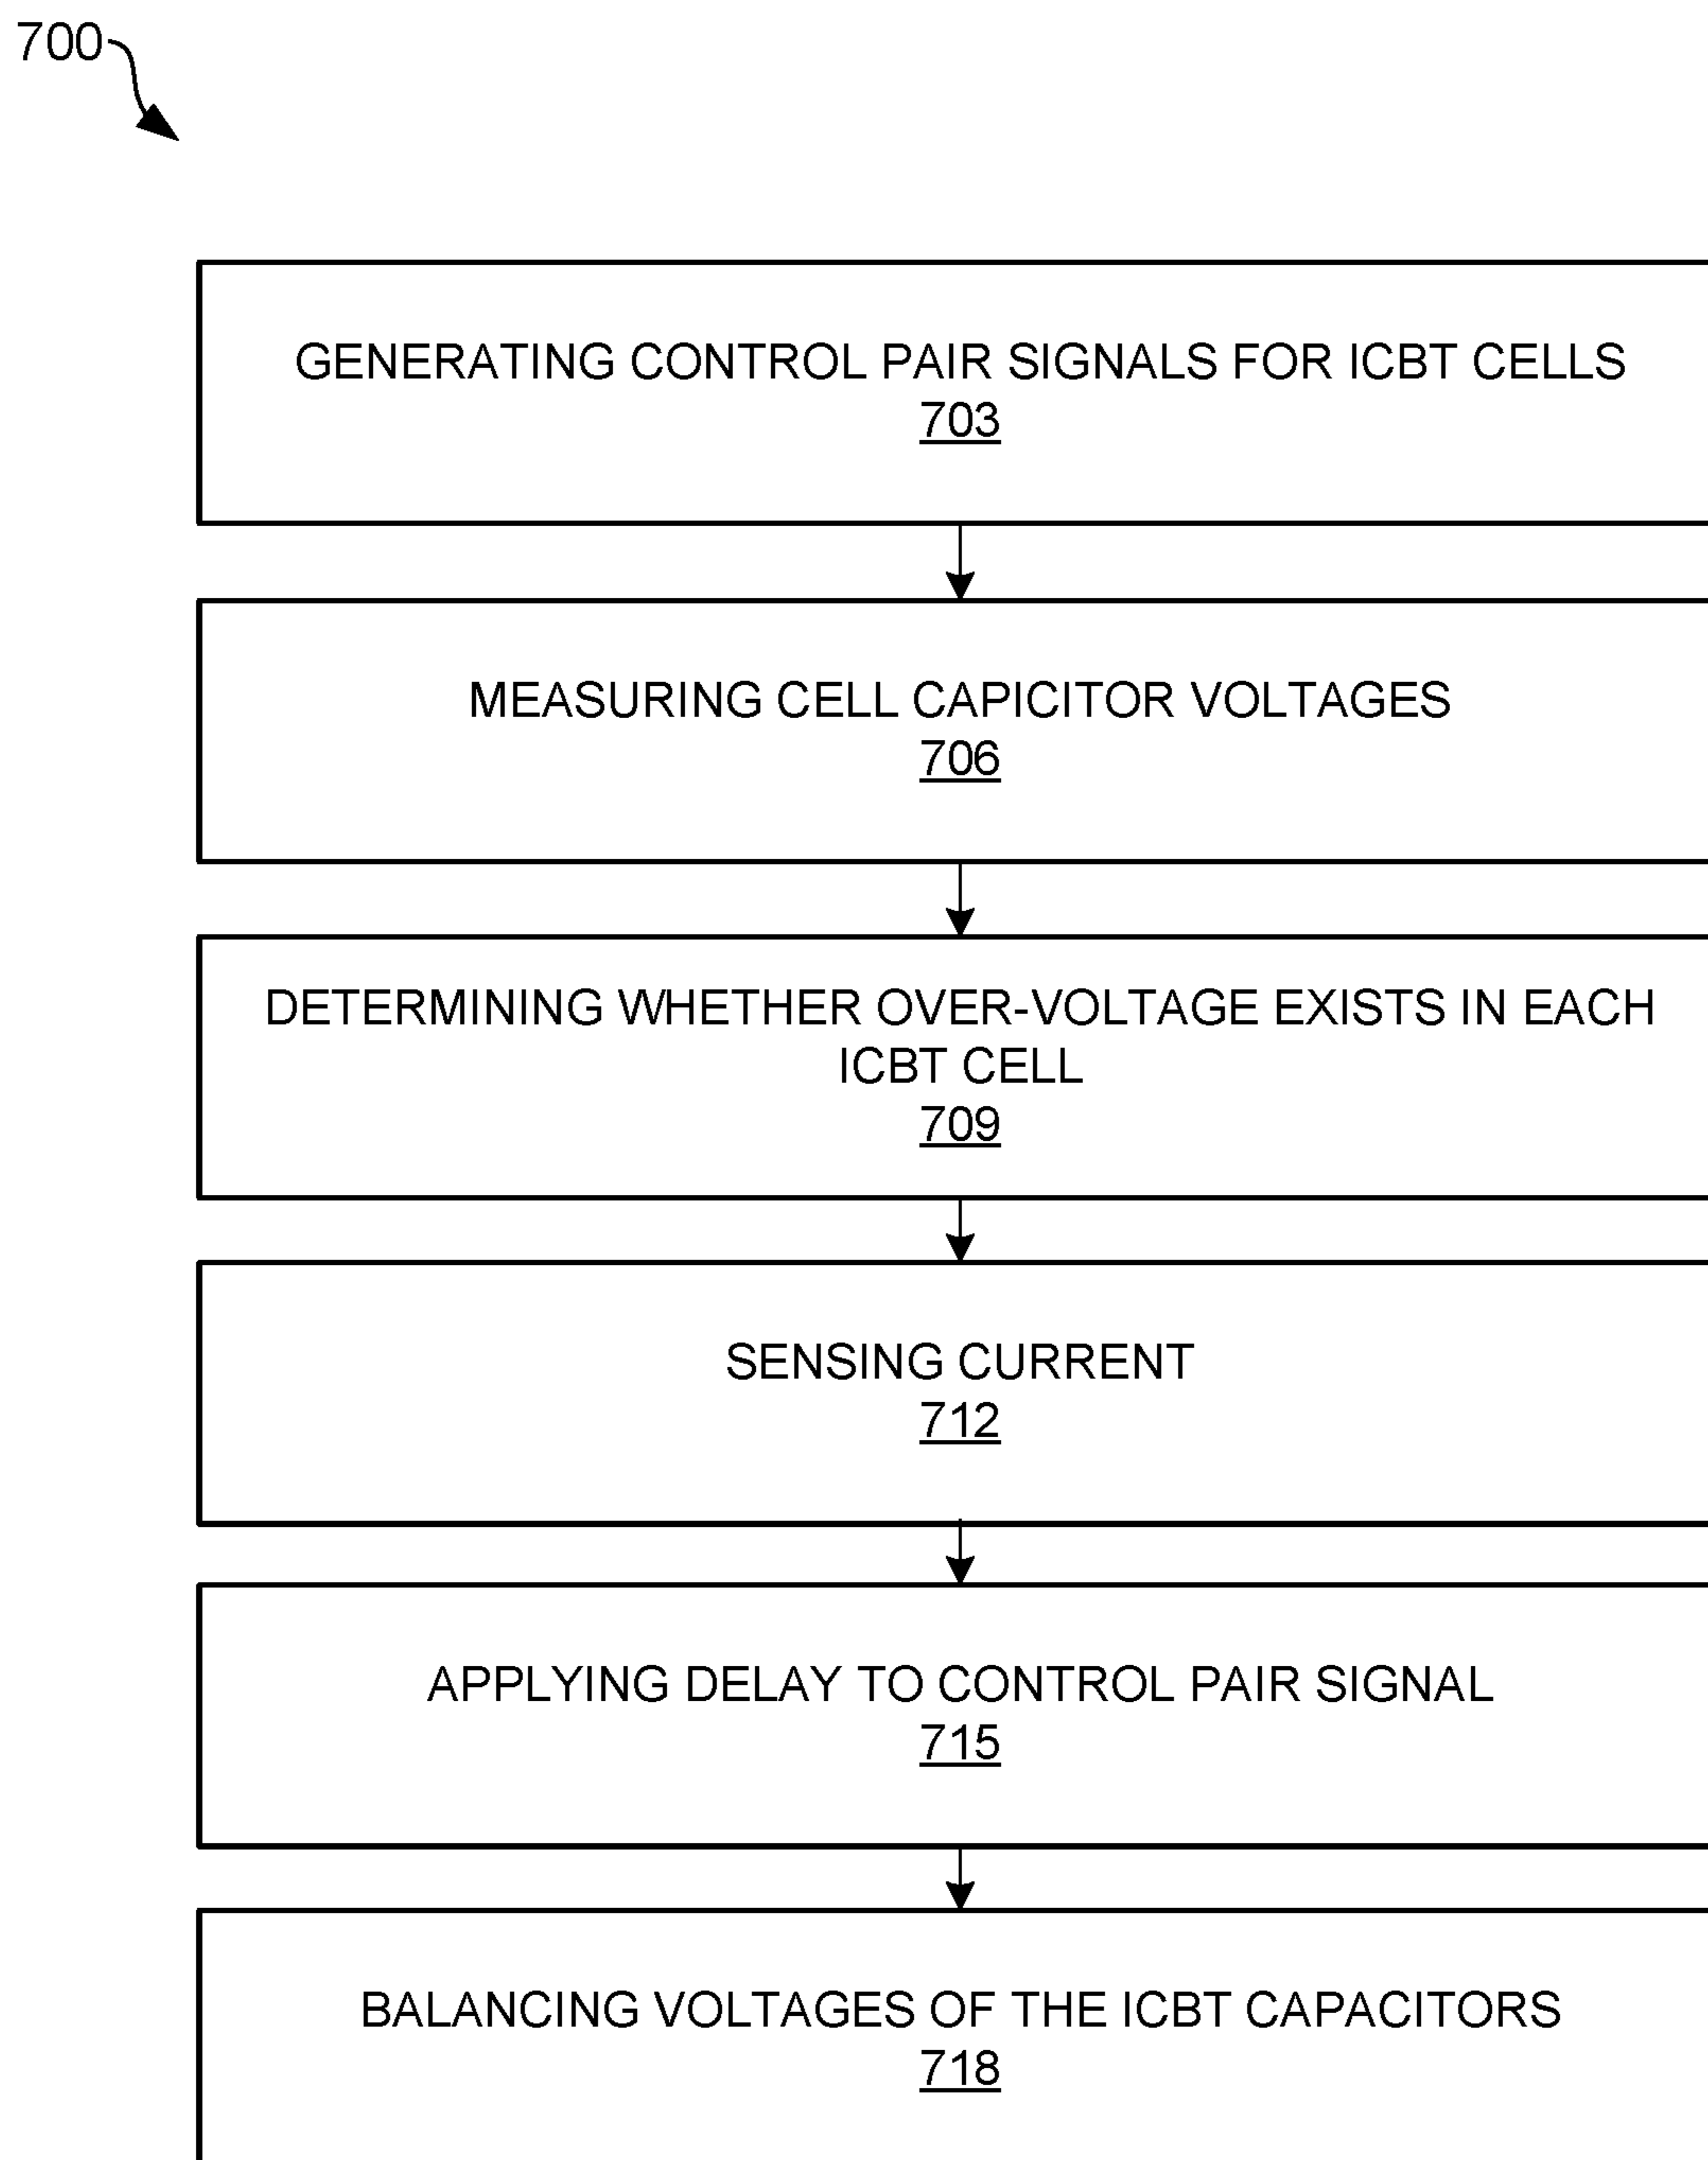 700
GENERATING CONTROL PAIR SIGNALS FOR ICBT CELLS
703
MEASURING CELL CAPICITOR VOLTAGES
706
DETERMINING WHETHER OVER-VOLTAGE EXISTS IN EACH
ICBT CELL
709
SENSING CURRENT
712
APPLYING DELAY TO CONTROL PAIR SIGNAL
715
BALANCING VOLTAGES OF THE ICBT CAPACITORS
718